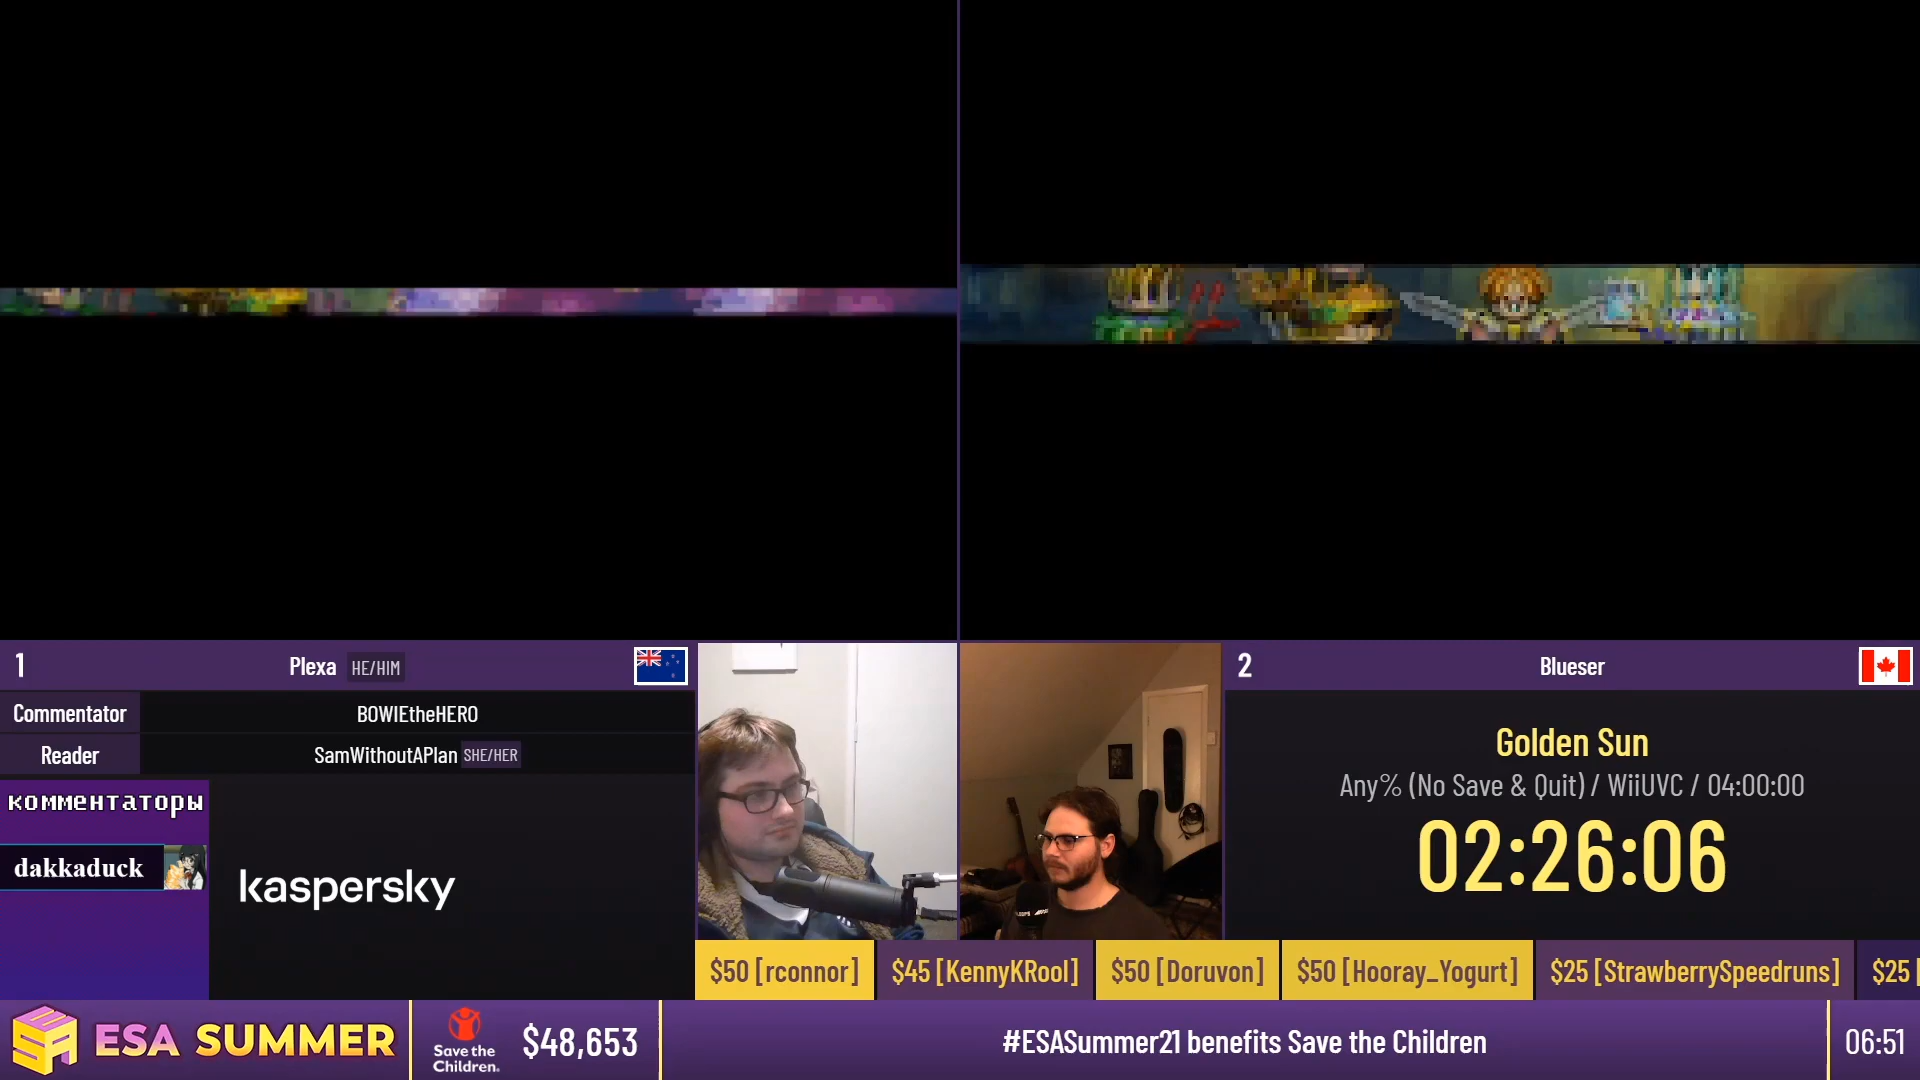 1 Plexa HE/HIM
Commentator BOWIEtheHERO
Reader SamWithoutAPlan SHE/HER
комментаторы
dakkaduck
kaspersky
2 Blueser
Golden Sun
Any% (No Save & Quit) / WiiUVC / 04:00:00
02:26:06
$50 [rconnor] $45 [KennyKRool] $50 [Doruvon] $50 [Hooray_Yogurt] $25 [StrawberrySpeedruns] $25 [
ESA SUMMER
Save the
Children.
$48,653
#ESASummer21 benefits Save the Children
06:51